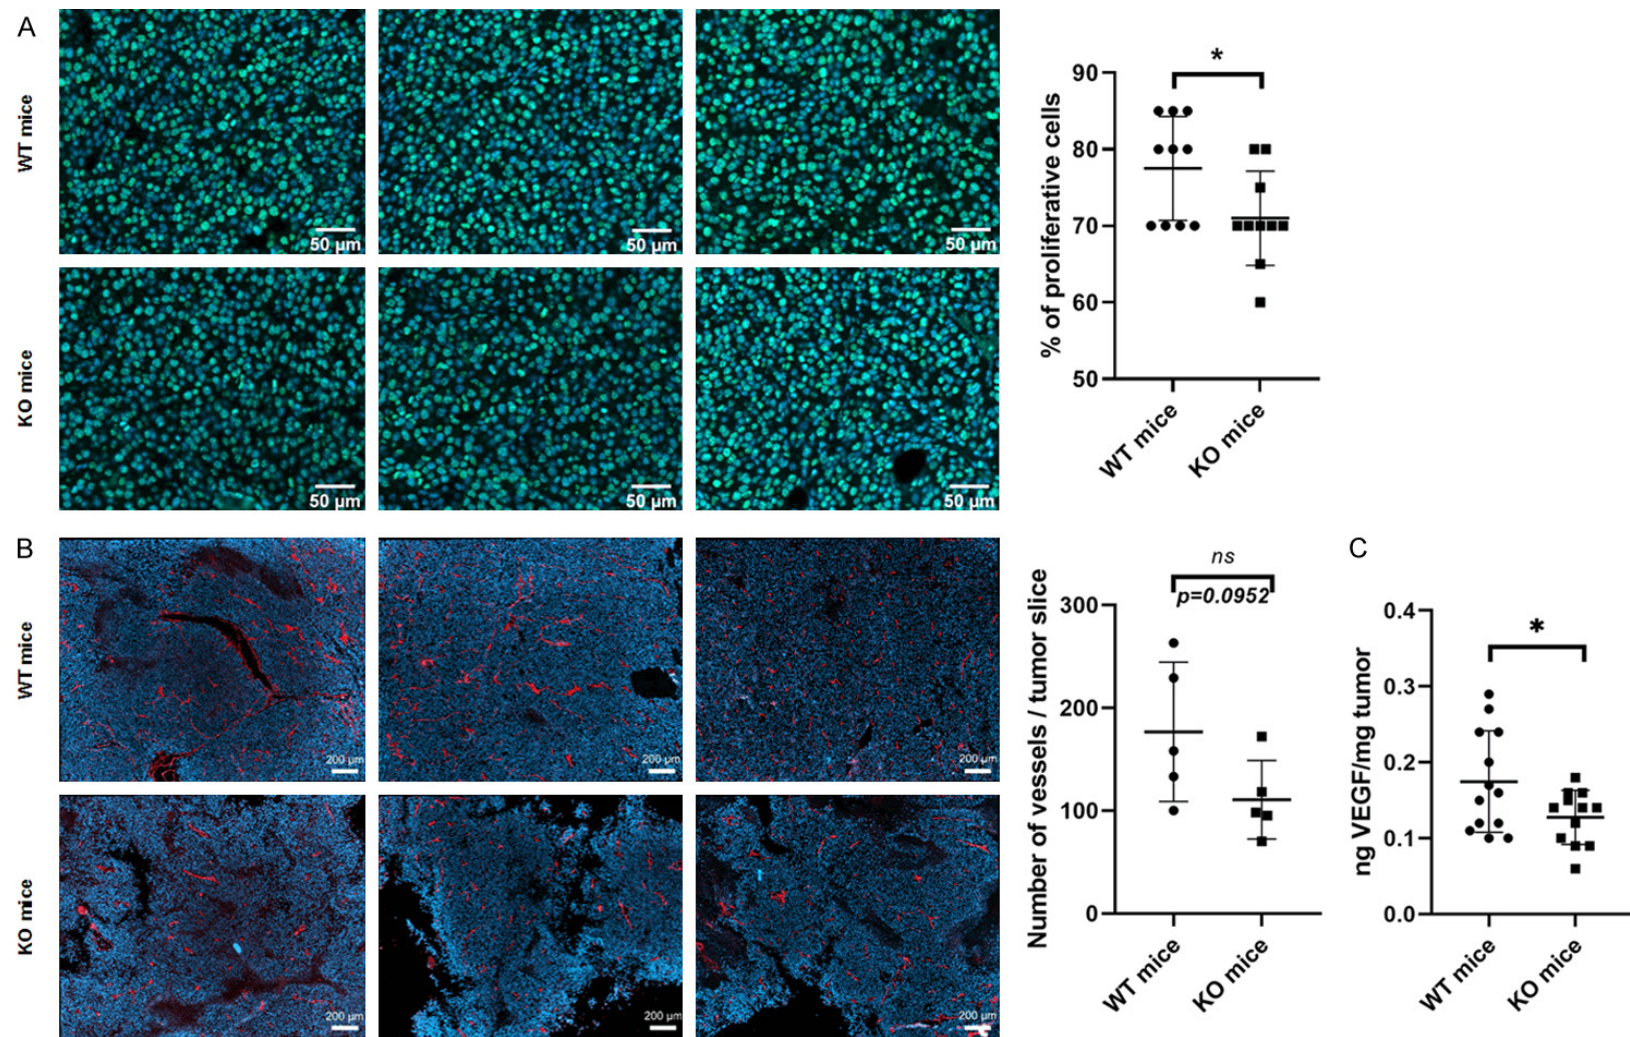 A
WT mice
50 µm
50 µm
50 µm
KO mice
50 µm
50 µm
50 µm
*
% of proliferative cells
90
80
70
60
50
WT mice
KO mice
B
WT mice
200 µm
200 µm
200 µm
KO mice
200 µm
200 µm
200 µm
ns
p=0.0952
Number of vessels / tumor slice
300
200
100
0
WT mice
KO mice
C
*
ng VEGF/mg tumor
0.4
0.3
0.2
0.1
0.0
WT mice
KO mice